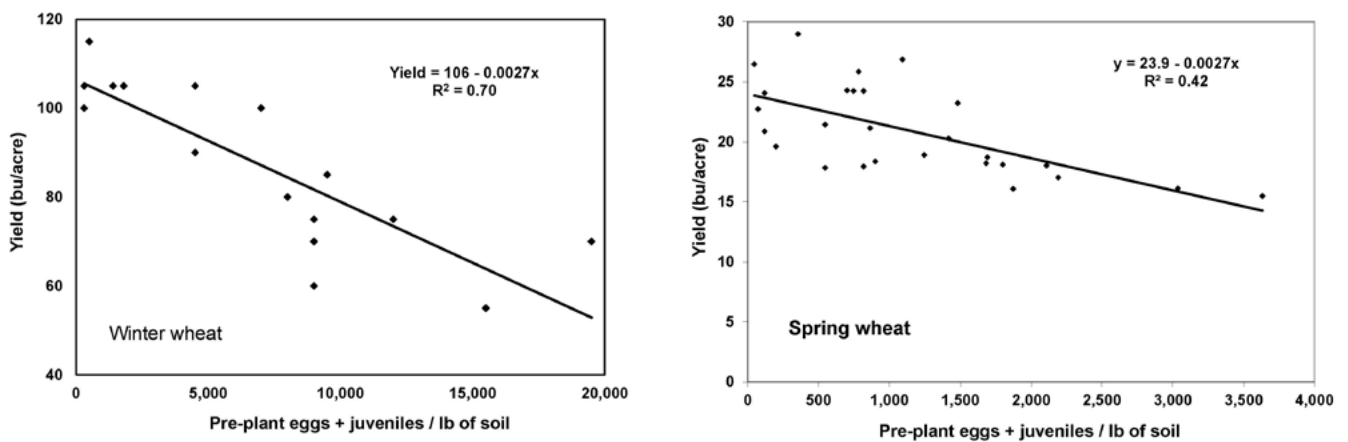 120
100
80
60
40
Yield (bu/acre)
Yield = 106 - 0.0027x
R² = 0.70
Winter wheat
0
5,000
10,000
15,000
20,000
Pre-plant eggs + juveniles / lb of soil
30
25
20
15
10
5
0
Yield (bu/acre)
y = 23.9 - 0.0027x
R² = 0.42
Spring wheat
0
500
1,000
1,500
2,000
2,500
3,000
3,500
4,000
Pre-plant eggs + juveniles / lb of soil